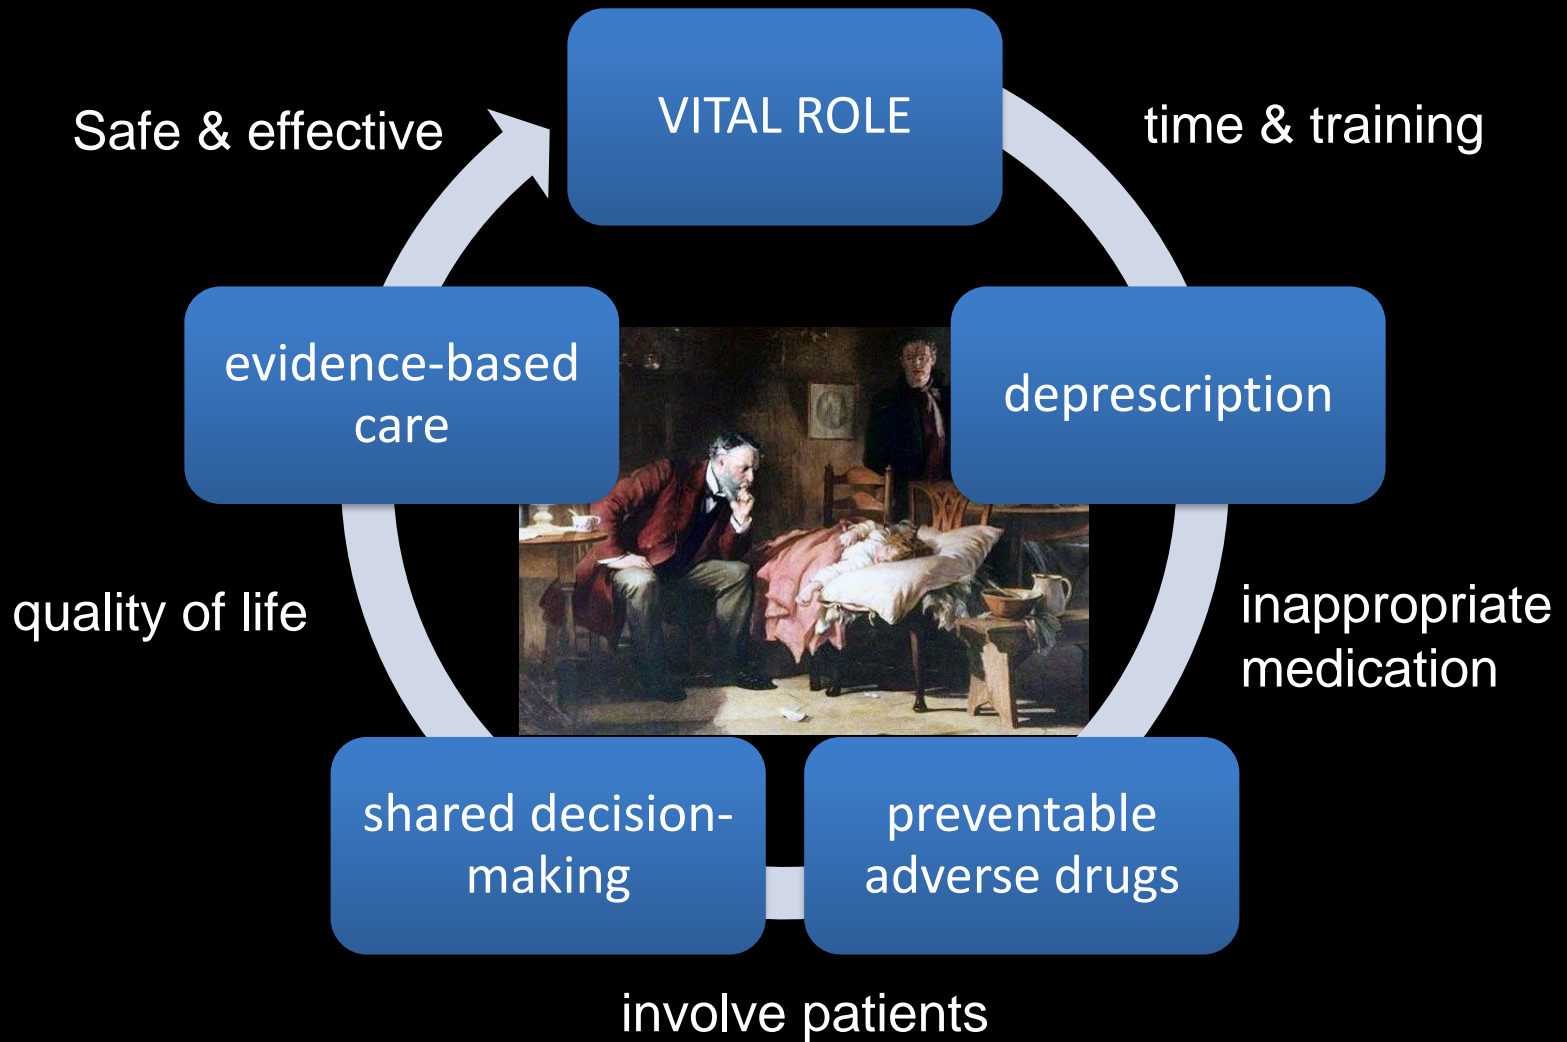 VITAL ROLE
time & training
deprescription
inappropriate
medication
preventable
adverse drugs
involve patients
shared decision-
making
quality of life
evidence-based
care
Safe & effective